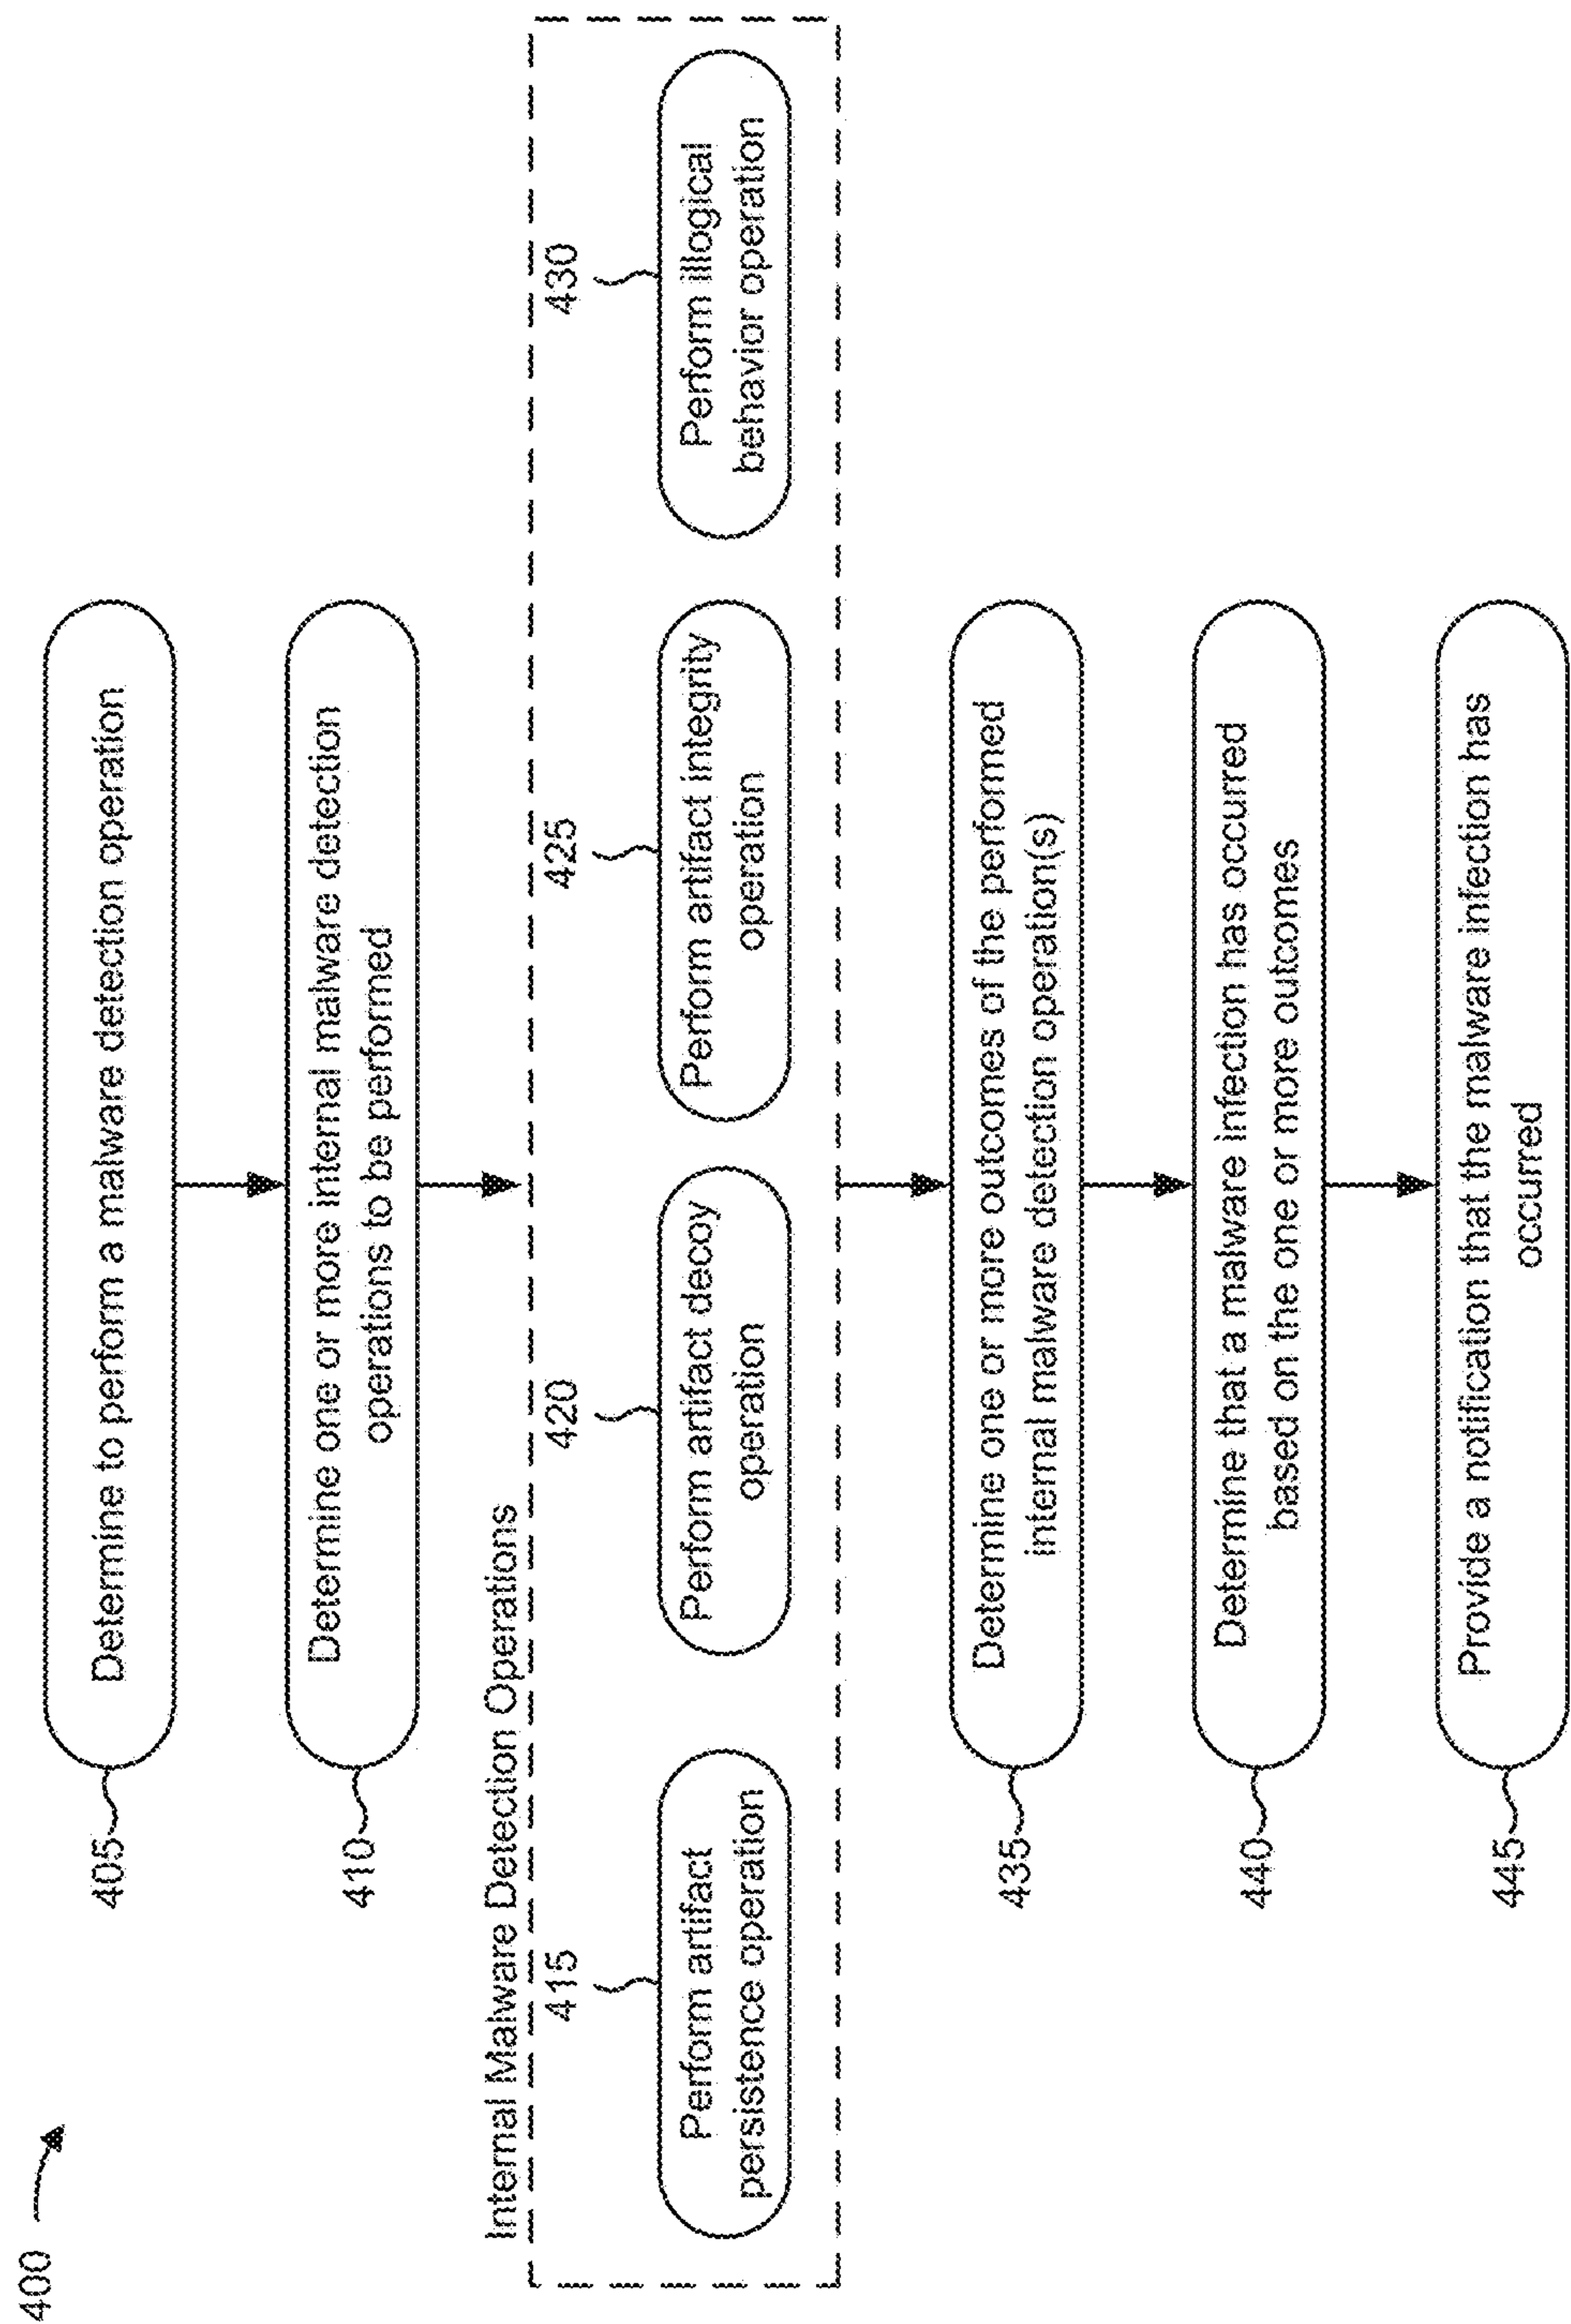 400
405
Determine to perform a malware detection operation
410
Determine one or more internal malware detection
operations to be performed
Internal Malware Detection Operations
415
Perform artifact
persistence operation
420
Perform artifact decoy
operation
425
Perform artifact integrity
operation
430
Perform illogical
behavior operation
435
Determine one or more outcomes of the performed
internal malware detection operation(s)
440
Determine that a malware infection has occurred
based on the one or more outcomes
445
Provide a notification that the malware infection has
occurred